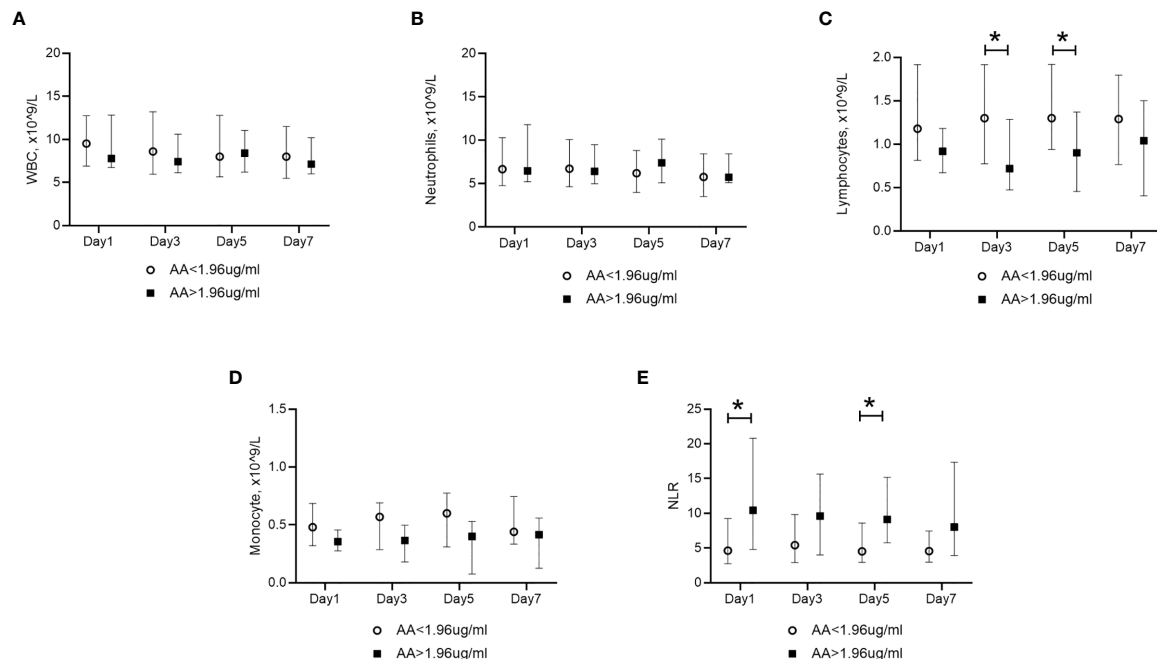 A
WBC, x10^9/L
20
15
10
5
0
Day1 Day3 Day5 Day7
AA<1.96ug/ml
AA>1.96ug/ml
B
Neutrophils, x10^9/L
20
15
10
5
0
Day1 Day3 Day5 Day7
AA<1.96ug/ml
AA>1.96ug/ml
C
Lymphocytes, x10^9/L
* *
2.0
1.5
1.0
0.5
0.0
Day1 Day3 Day5 Day7
AA<1.96ug/ml
AA>1.96ug/ml
D
Monocyte, x10^9/L
1.5
1.0
0.5
0.0
Day1 Day3 Day5 Day7
AA<1.96ug/ml
AA>1.96ug/ml
E
NLR
* *
25
20
15
10
5
0
Day1 Day3 Day5 Day7
AA<1.96ug/ml
AA>1.96ug/ml